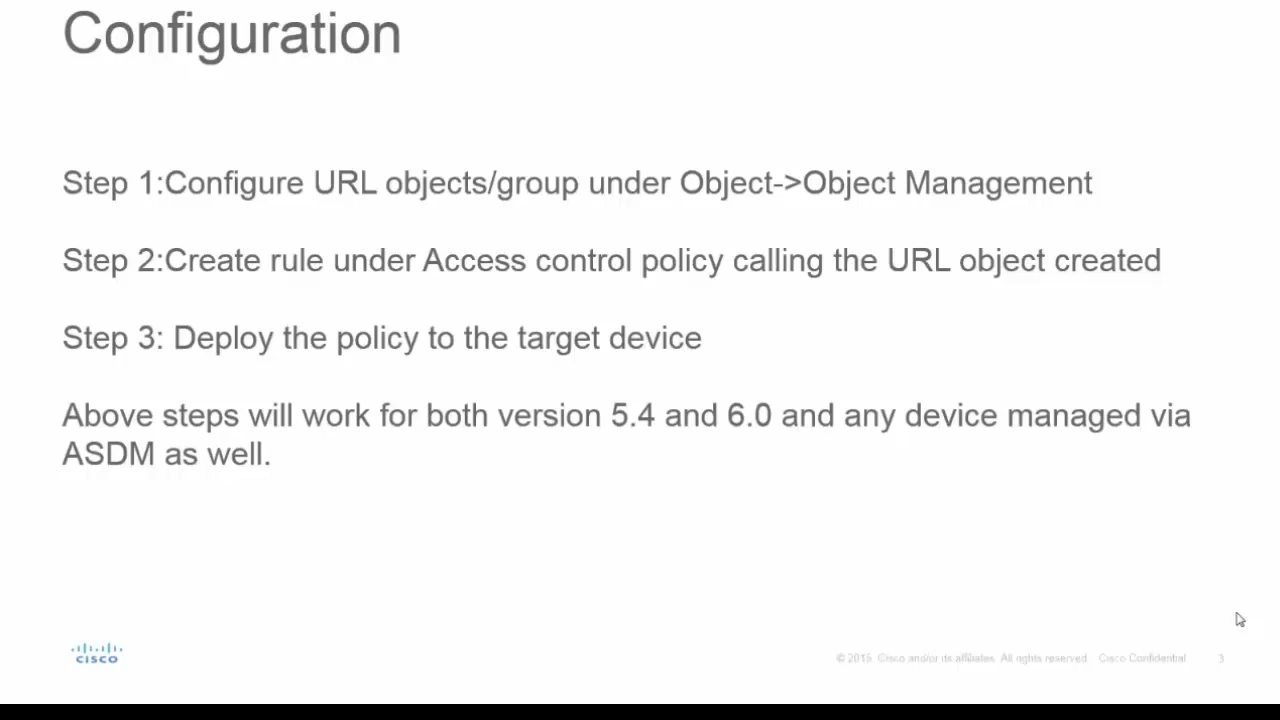 Configuration
Step 1:Configure URL objects/group under Object->Object Management
Step 2:Create rule under Access control policy calling the URL object created
Step 3: Deploy the policy to the target device
Above steps will work for both version 5.4 and 6.0 and any device managed via
ASDM as well.
CISCO
© 2015 Cisco and/or its affiliates. All rights reserved. Cisco Confidential 3